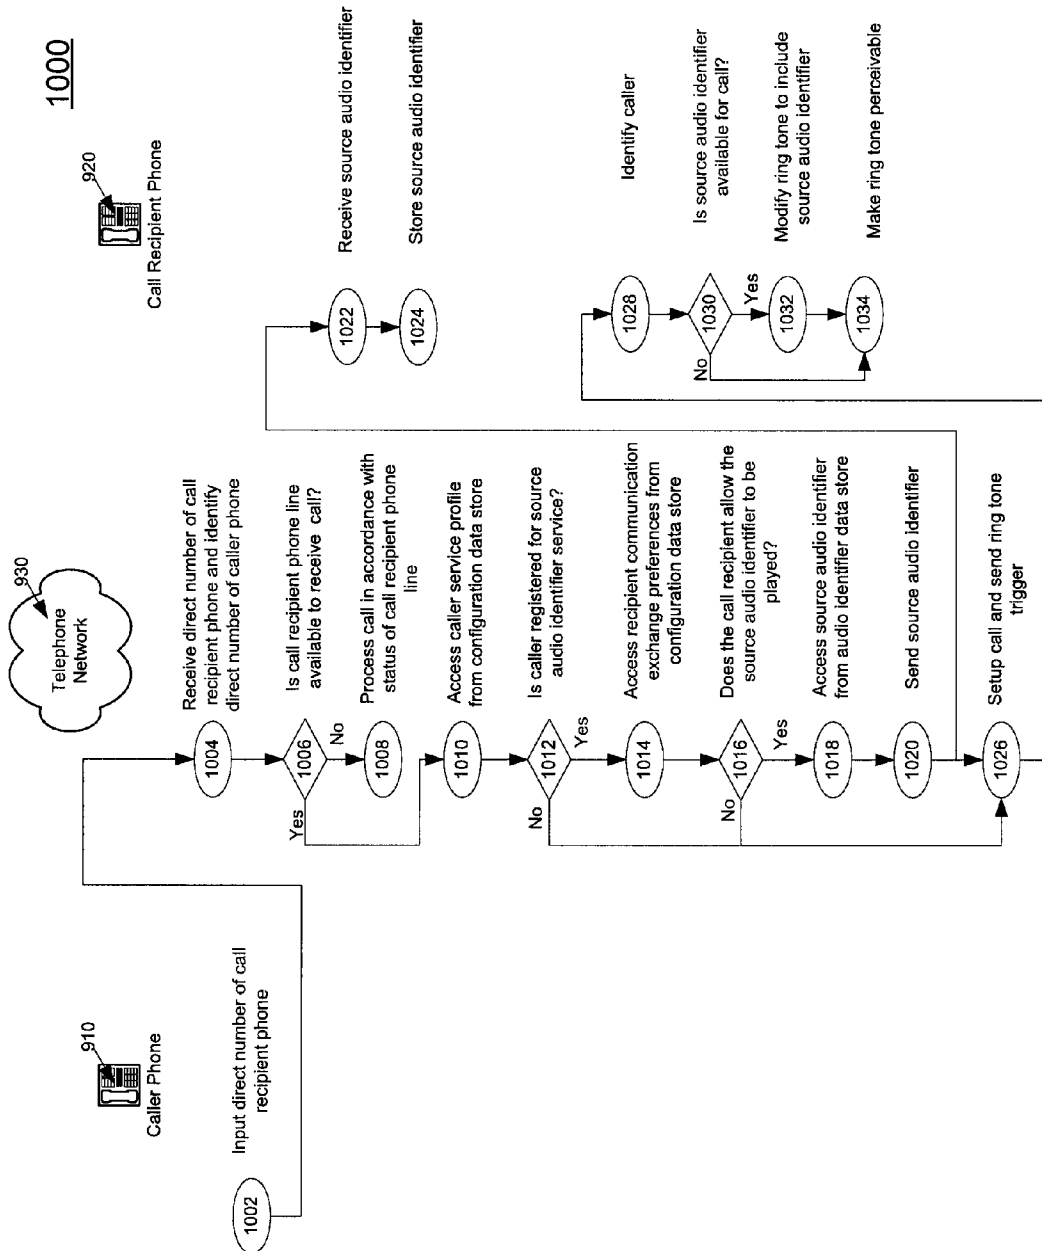 1000
910
Caller Phone
930
Telephone
Network
920
Call Recipient Phone
1002
Input direct number of call
recipient phone
1004
Receive direct number of call
recipient phone and identify
direct number of caller phone
1006
Is call recipient phone line
available to receive call?
Yes
No
1008
Process call in accordance with
status of call recipient phone
line
1010
Access caller service profile
from configuration data store
1012
Is caller registered for source
audio identifier service?
No
Yes
1014
Access recipient communication
exchange preferences from
configuration data store
1016
Does the call recipient allow the
source audio identifier to be
played?
No
Yes
1018
Access source audio identifier
from audio identifier data store
1020
Send source audio identifier
1026
Setup call and send ring tone
trigger
1022
Receive source audio identifier
1024
Store source audio identifier
1028
Identify caller
1030
Is source audio identifier
available for call?
No
Yes
1032
Modify ring tone to include
source audio identifier
1034
Make ring tone perceivable